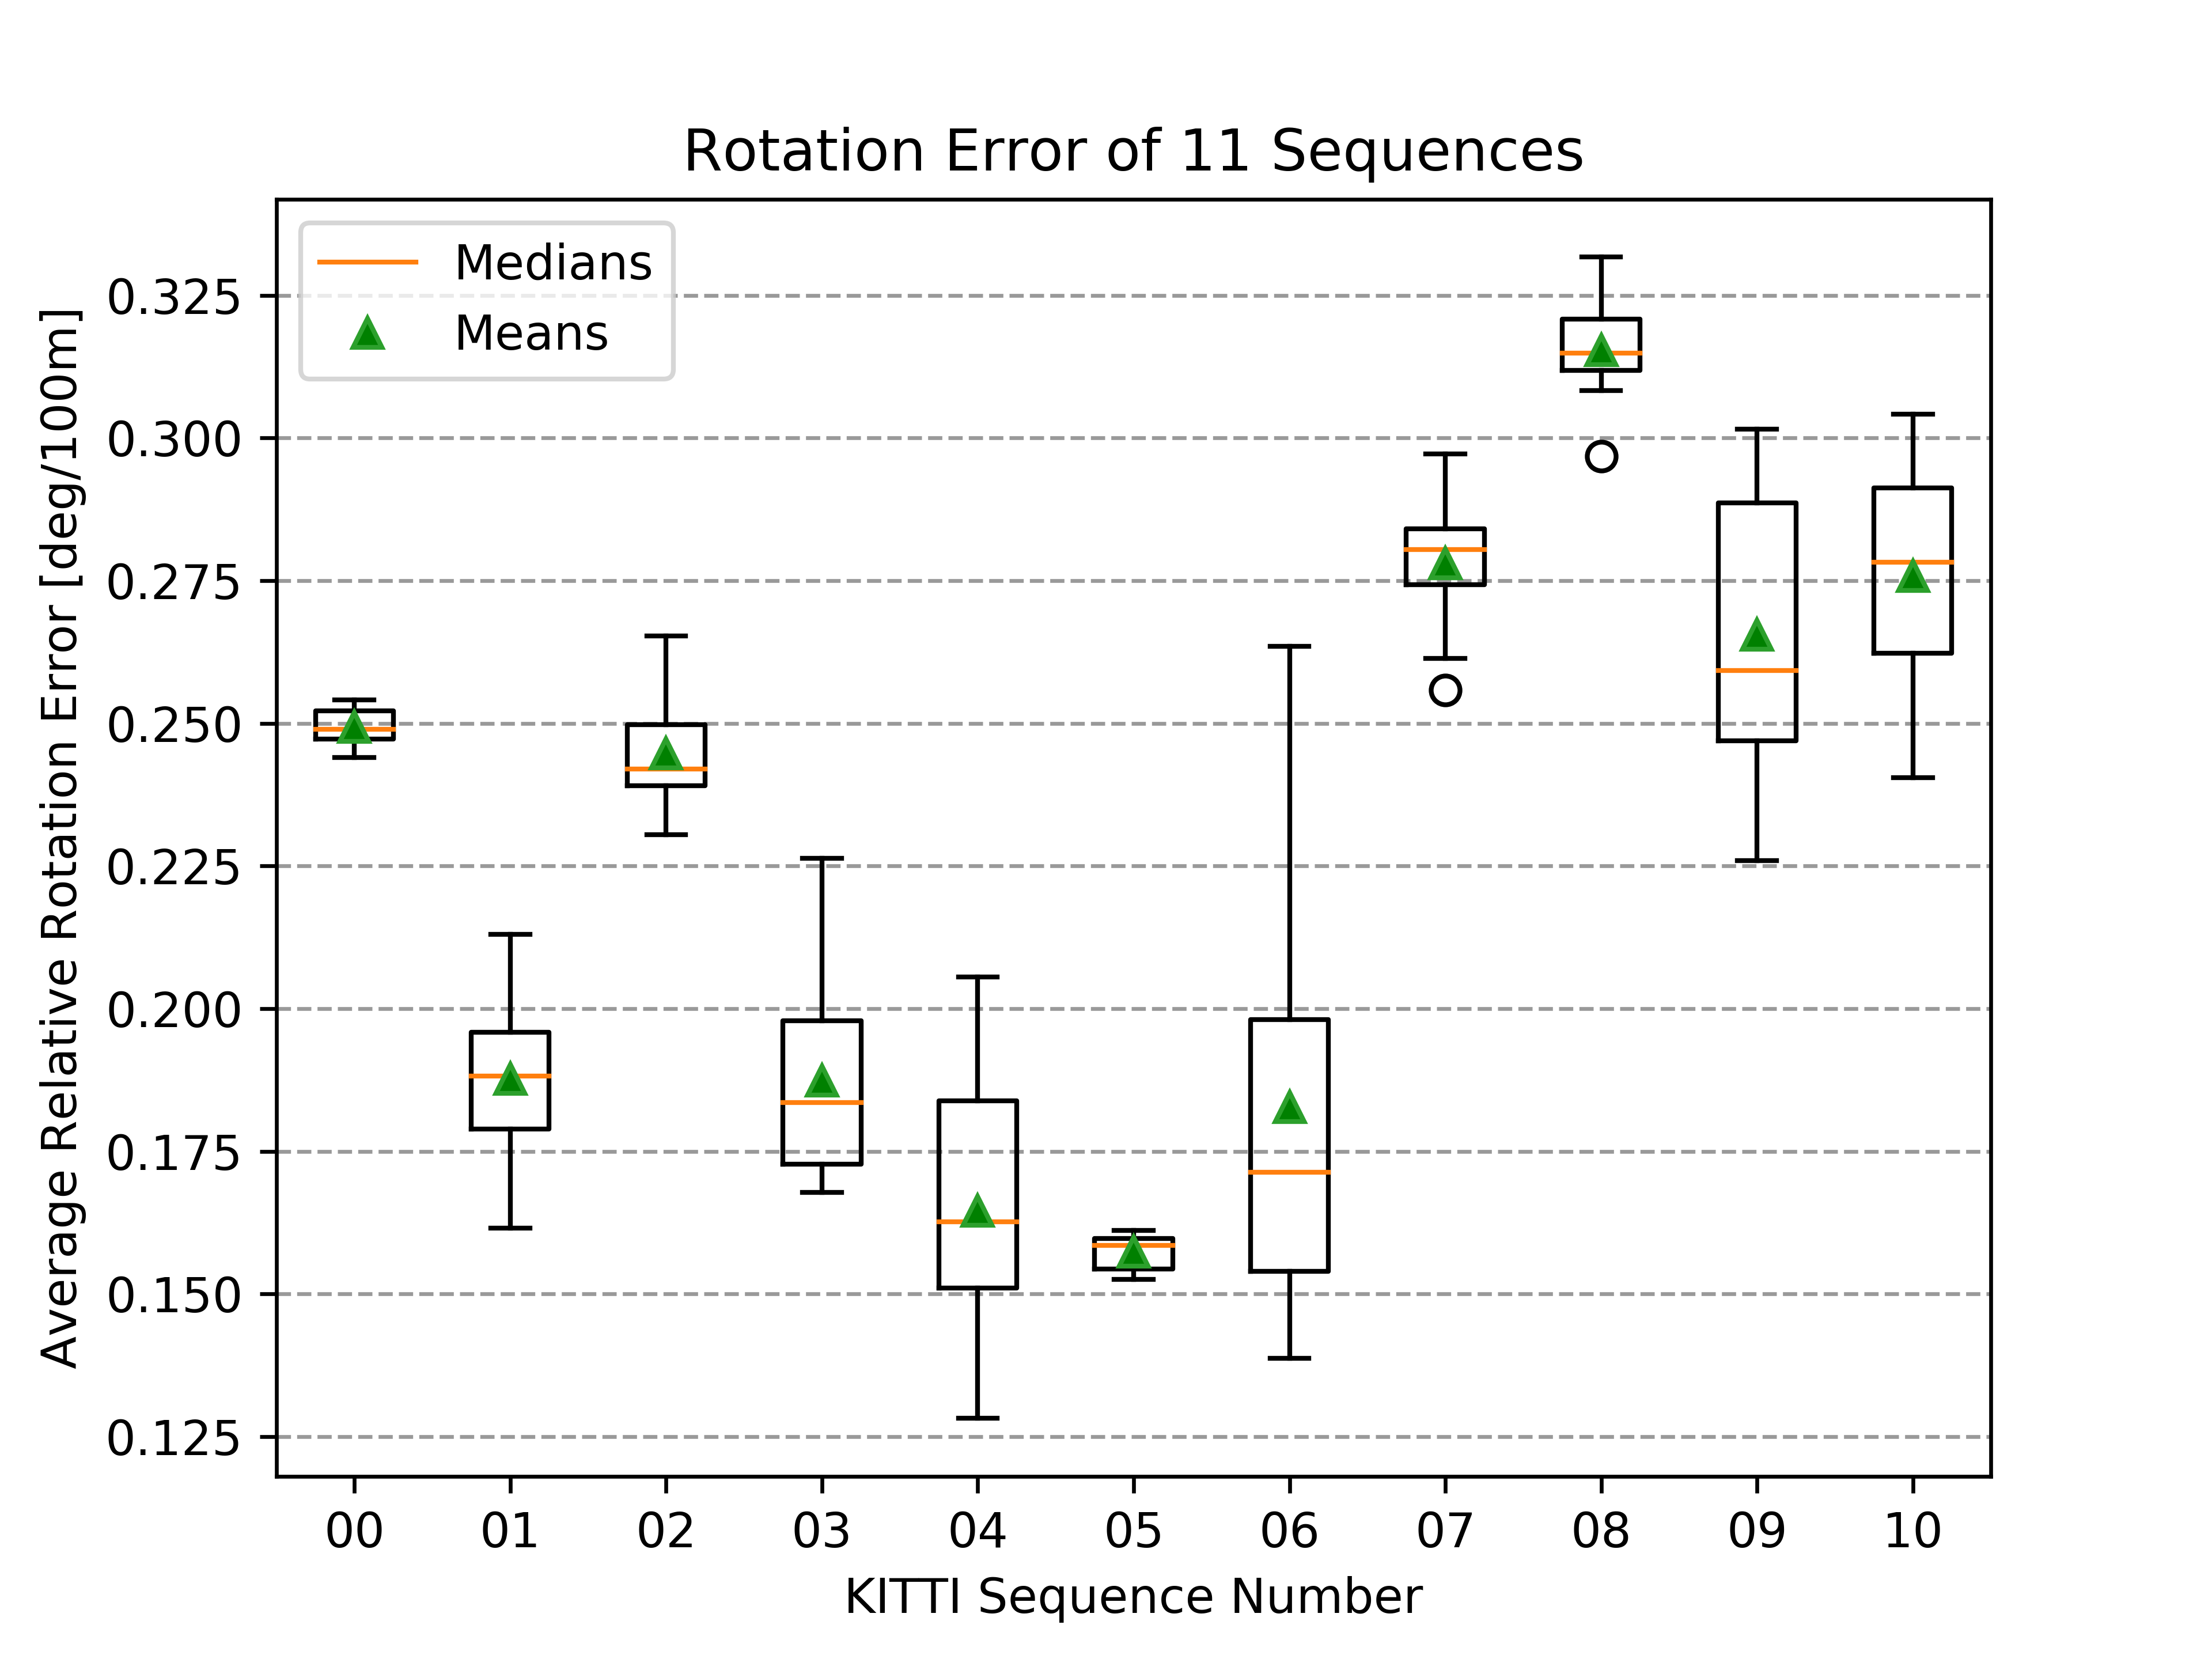 Rotation Error of 11 Sequences
Medians
Means
Average Relative Rotation Error [deg/100m]
0.325
0.300
0.275
0.250
0.225
0.200
0.175
0.150
0.125
00 01 02 03 04 05 06 07 08 09 10
KITTI Sequence Number